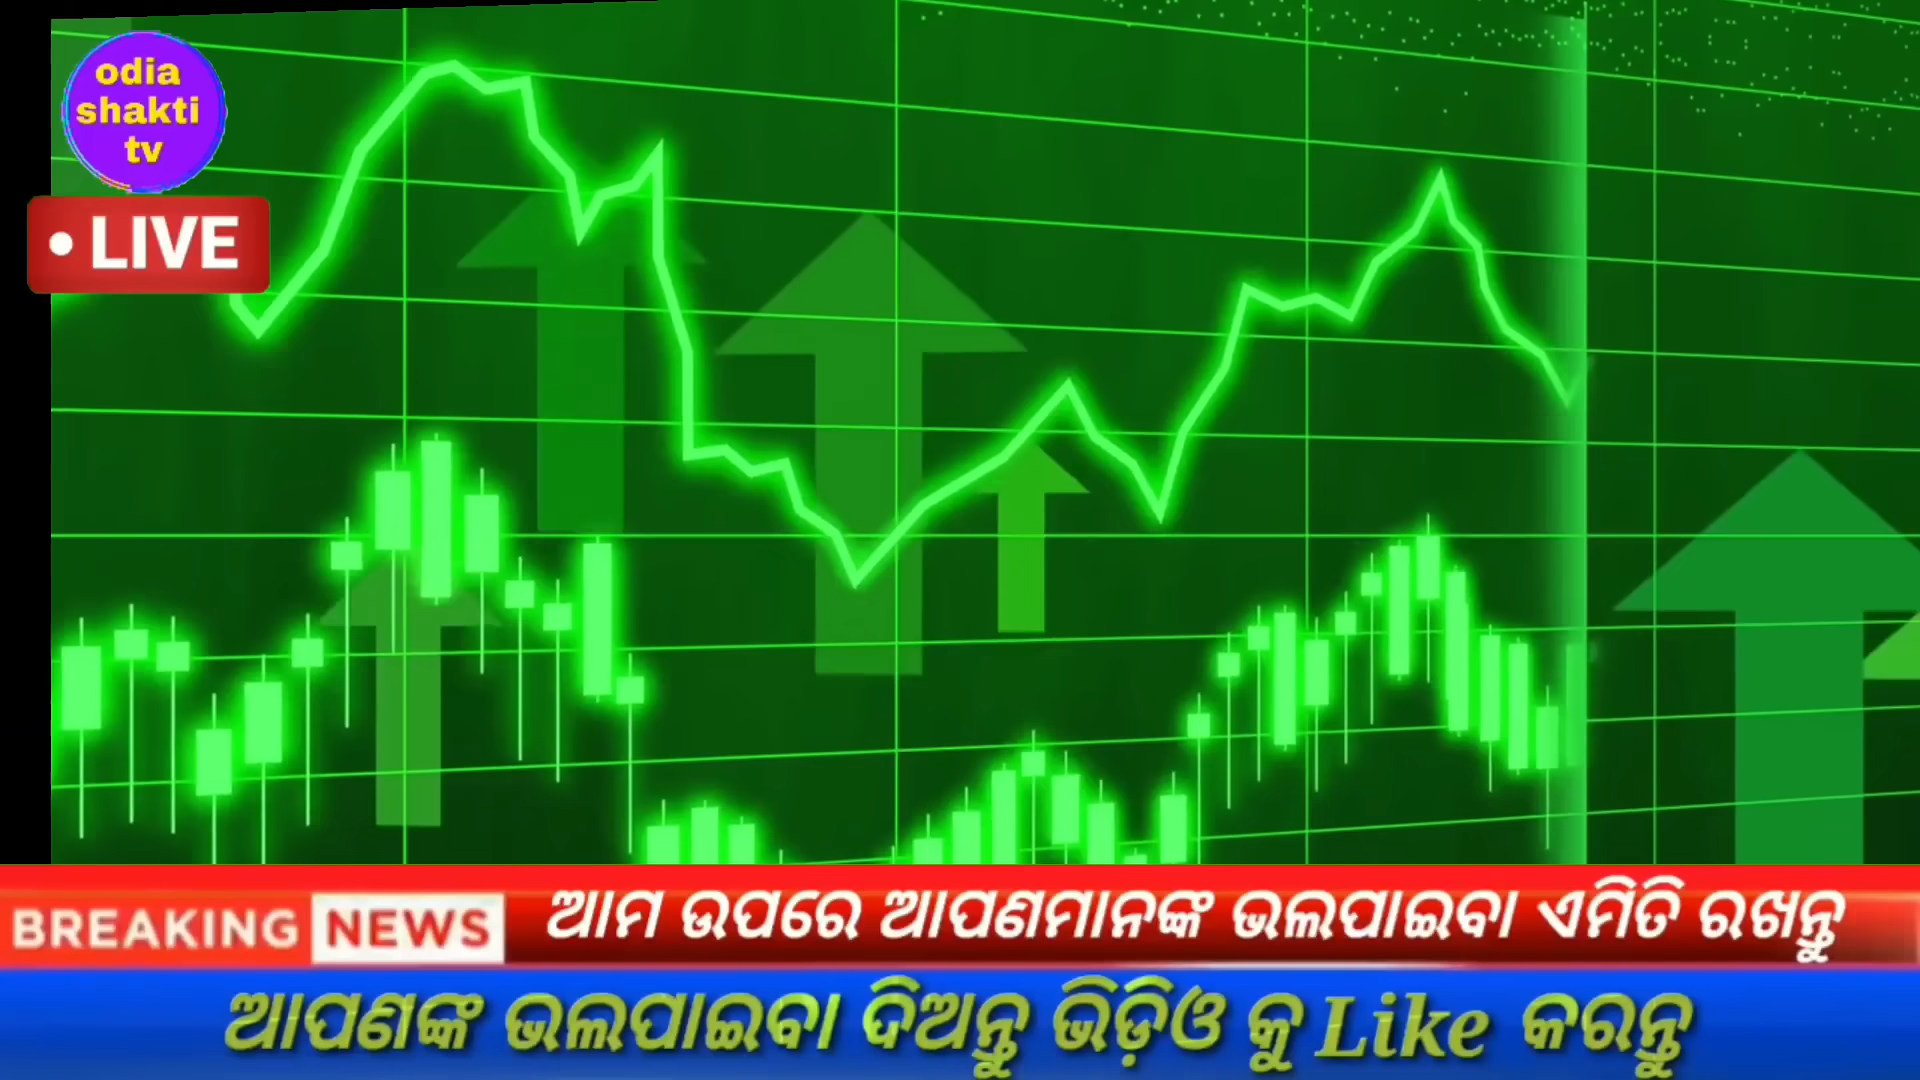 odia
shakti
tv
• LIVE
BREAKING NEWS
ଆମ ଉପରେ ଆପଣମାନଙ୍କ ଭଲପାଇବା ଏମିତି ରଖନ୍ତୁ
ଆପଣଙ୍କ ଭଲପାଇବା ଦିଅନ୍ତୁ ଭିଡ଼ିଓ କୁ Like କରନ୍ତୁ